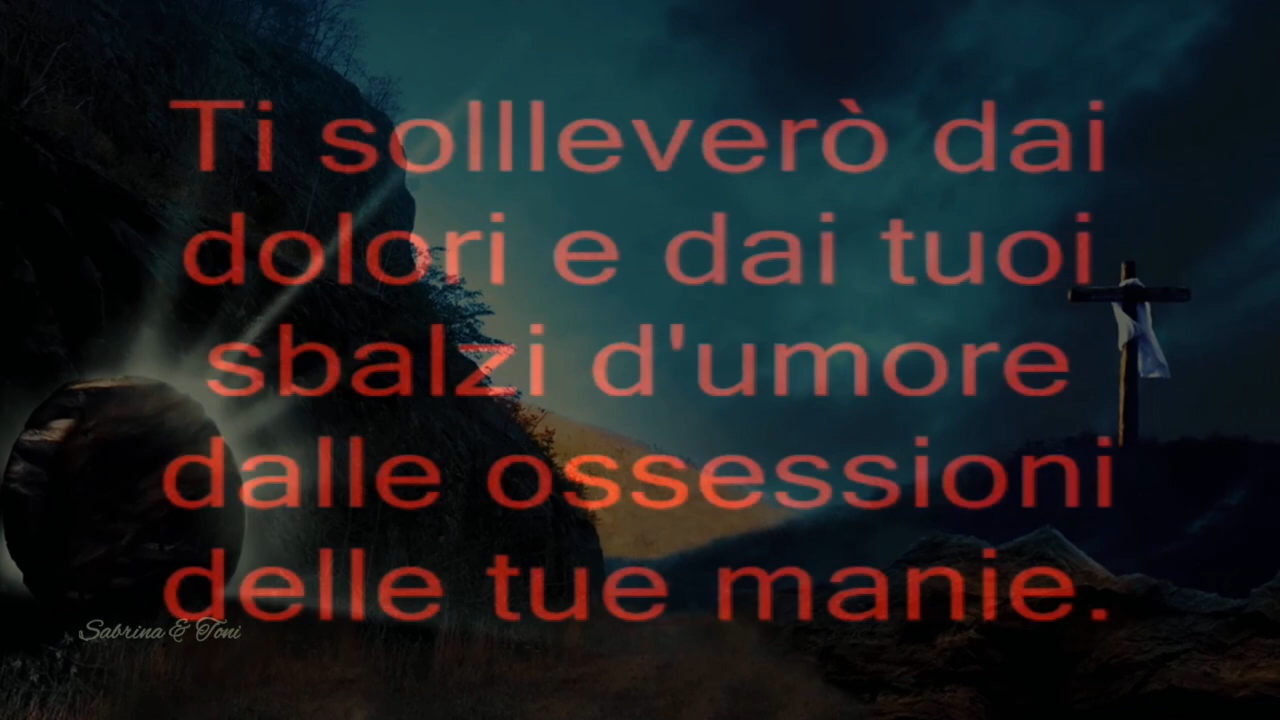 Ti sollleverò dai
dolori e dai tuoi
sbalzi d'umore
dalle ossessioni
delle tue manie.
Sabrina & Toni